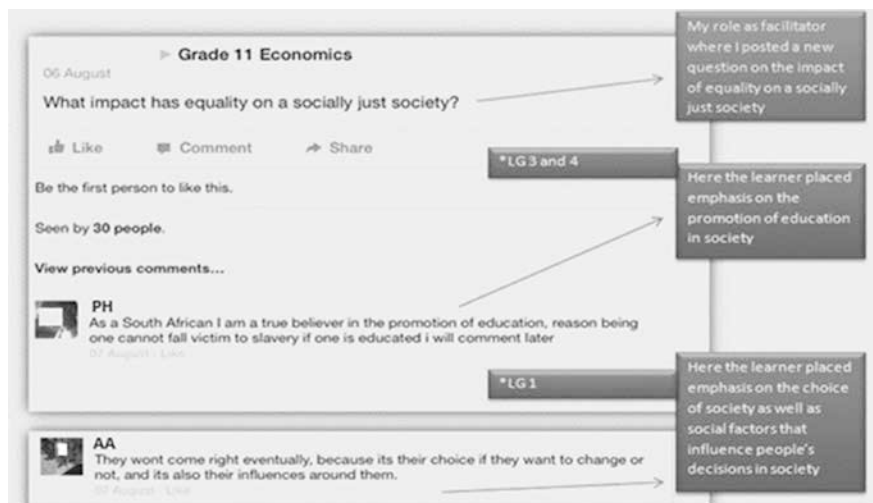 Grade 11 Economics
06 August
What impact has equality on a socially just society?
Like Comment Share
Be the first person to like this.
Seen by 30 people.
View previous comments...
PH
As a South African I am a true believer in the promotion of education, reason being
one cannot fall victim to slavery if one is educated i will comment later
07 August · Like
AA
They wont come right eventually, because its their choice if they want to change or
not, and its also their influences around them.
07 August · Like
My role as facilitator
where I posted a new
question on the impact
of equality on a socially
just society
*LG 3 and 4
Here the learner placed
emphasis on the
promotion of education
in society
*LG 1
Here the learner placed
emphasis on the choice
of society as well as
social factors that
influence people's
decisions in society